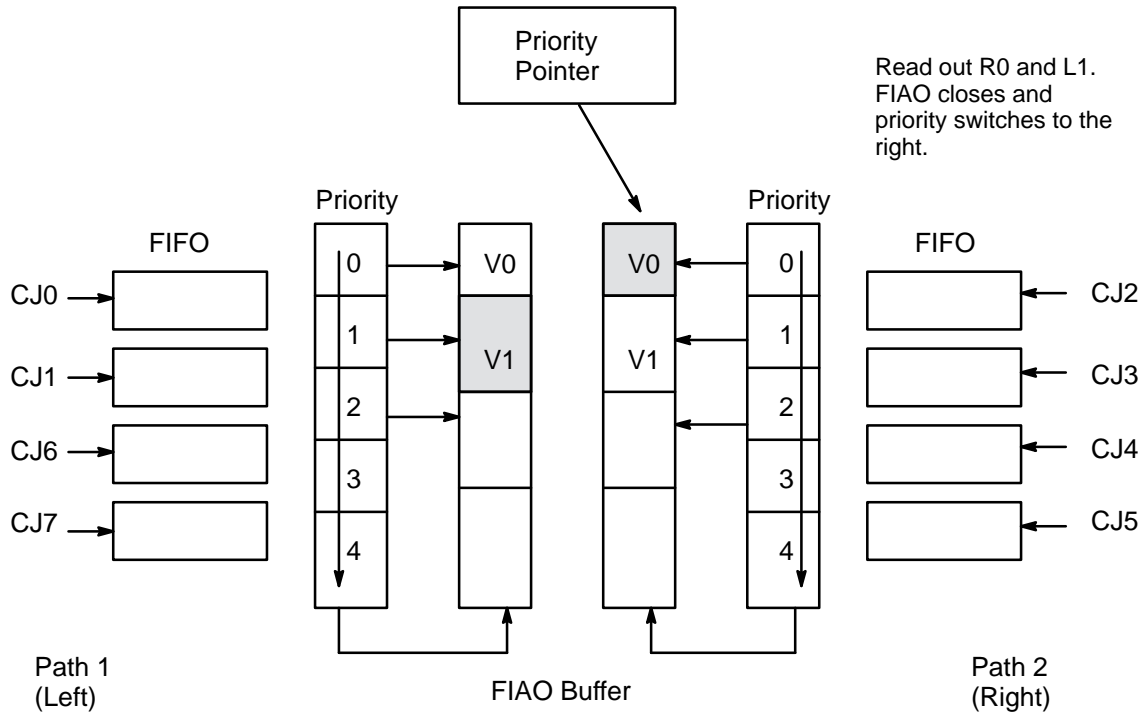 Priority
Pointer
Read out R0 and L1.
FIAO closes and
priority switches to the
right.
Priority
Priority
FIFO
FIFO
0
V0
V0
0
CJ0
CJ2
1
V1
V1
1
CJ1
CJ3
2
2
CJ6
CJ4
3
3
CJ7
CJ5
4
4
Path 1
(Left)
FIAO Buffer
Path 2
(Right)